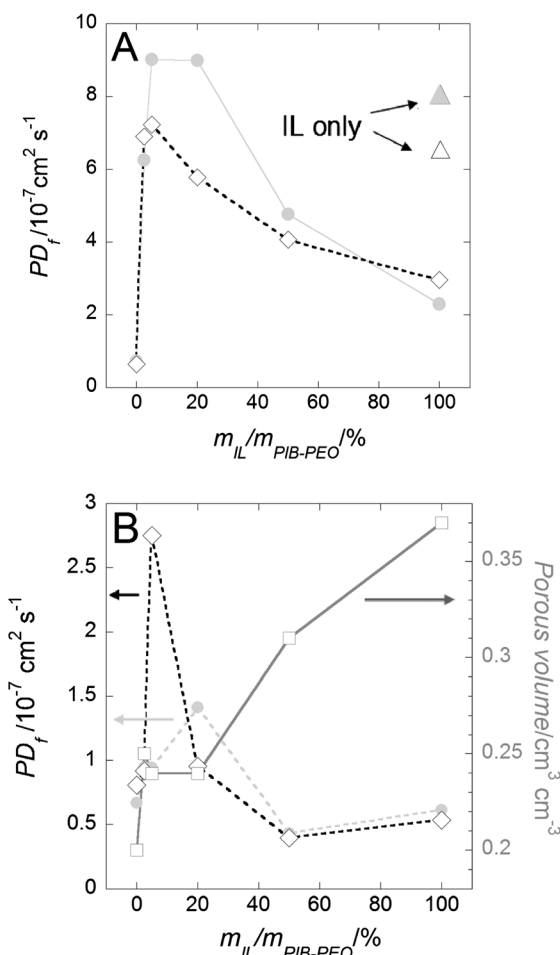 A
10
8
6
4
2
0
PD_f /10^-7 cm^2 s^-1
IL only
0 20 40 60 80 100
m_IL/m_PIB-PEO/%
B
3
2.5
2
1.5
1
0.5
0
PD_f /10^-7 cm^2 s^-1
0.35
0.3
0.25
0.2
Porous volume/cm^3 cm^-3
0 20 40 60 80 100
m_IL/m_PIB-PEO/%